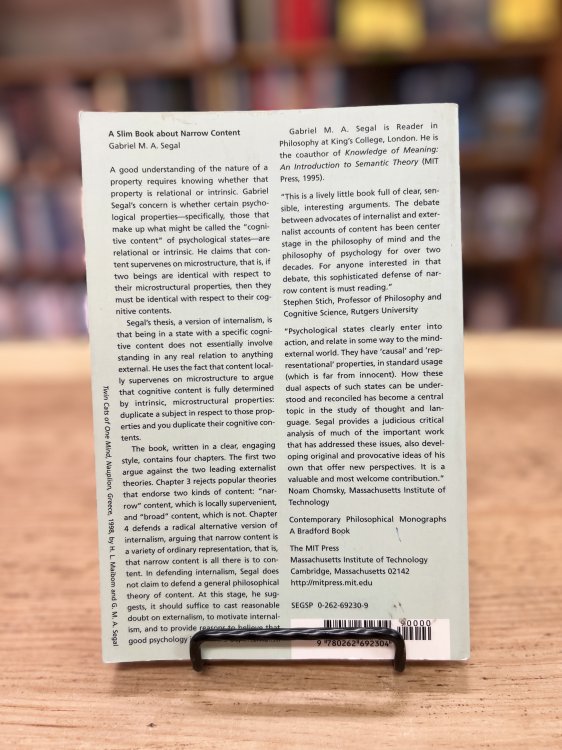 A Slim Book about Narrow Content
Gabriel M. A. Segal
A good understanding of the nature of a
property requires knowing whether that
property is relational or intrinsic. Gabriel
Segal's concern is whether certain psycho-
logical properties—specifically, those that
make up what might be called the "cogni-
tive content" of psychological states—are
relational or intrinsic. He claims that con-
tent supervenes on microstructure, that is, if
two beings are identical with respect to
their microstructural properties, then they
must be identical with respect to their cog-
nitive contents.
Segal's thesis, a version of internalism, is
that being in a state with a specific cogni-
tive content does not essentially involve
standing in any real relation to anything
external. He uses the fact that content local-
ly supervenes on microstructure to argue
that cognitive content is fully determined
by intrinsic, microstructural properties:
duplicate a subject in respect to those prop-
erties and you duplicate their cognitive con-
tents.
The book, written in a clear, engaging
style, contains four chapters. The first two
argue against the two leading externalist
theories. Chapter 3 rejects popular theories
that endorse two kinds of content: "nar-
row" content, which is locally supervenient,
and "broad" content, which is not. Chapter
4 defends a radical alternative version of
internalism, arguing that narrow content is
a variety of ordinary representation, that is,
that narrow content is all there is to con-
tent. In defending internalism, Segal does
not claim to defend a general philosophical
theory of content. At this stage, he sug-
gests, it should suffice to cast reasonable
doubt on externalism, to motivate internal-
ism, and to provide reasons to believe that
good psychology
Twin Cats of One Mind, Nauplion, Greece, 1998, by H. L. Maibom and G. M. A. Segal
Gabriel M. A. Segal is Reader in
Philosophy at King's College, London. He is
the coauthor of Knowledge of Meaning:
An Introduction to Semantic Theory (MIT
Press, 1995).
"This is a lively little book full of clear, sen-
sible, interesting arguments. The debate
between advocates of internalist and exter-
nalist accounts of content has been center
stage in the philosophy of mind and the
philosophy of psychology for over two
decades. For anyone interested in that
debate, this sophisticated defense of nar-
row content is must reading."
Stephen Stich, Professor of Philosophy and
Cognitive Science, Rutgers University
"Psychological states clearly enter into
action, and relate in some way to the mind-
external world. They have 'causal' and 'rep-
resentational' properties, in standard usage
(which is far from innocent). How these
dual aspects of such states can be under-
stood and reconciled has become a central
topic in the study of thought and lan-
guage. Segal provides a judicious critical
analysis of much of the important work
that has addressed these issues, also devel-
oping original and provocative ideas of his
own that offer new perspectives. It is a
valuable and most welcome contribution."
Noam Chomsky, Massachusetts Institute of
Technology
Contemporary Philosophical Monographs
A Bradford Book
The MIT Press
Massachusetts Institute of Technology
Cambridge, Massachusetts 02142
http://mitpress.mit.edu
SEGSP 0-262-69230-9
90000
9 780262 692304